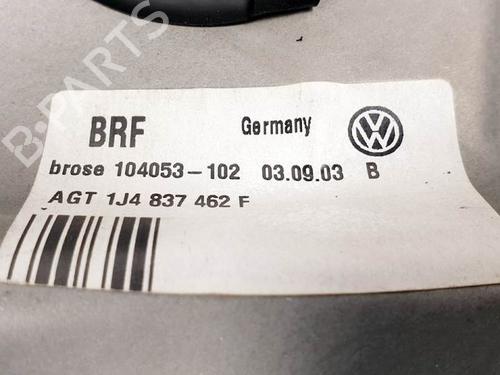 B-PARTS
BRF Germany
brose 104053-102 03.09.03 B
AGT 1J4 837 462 F